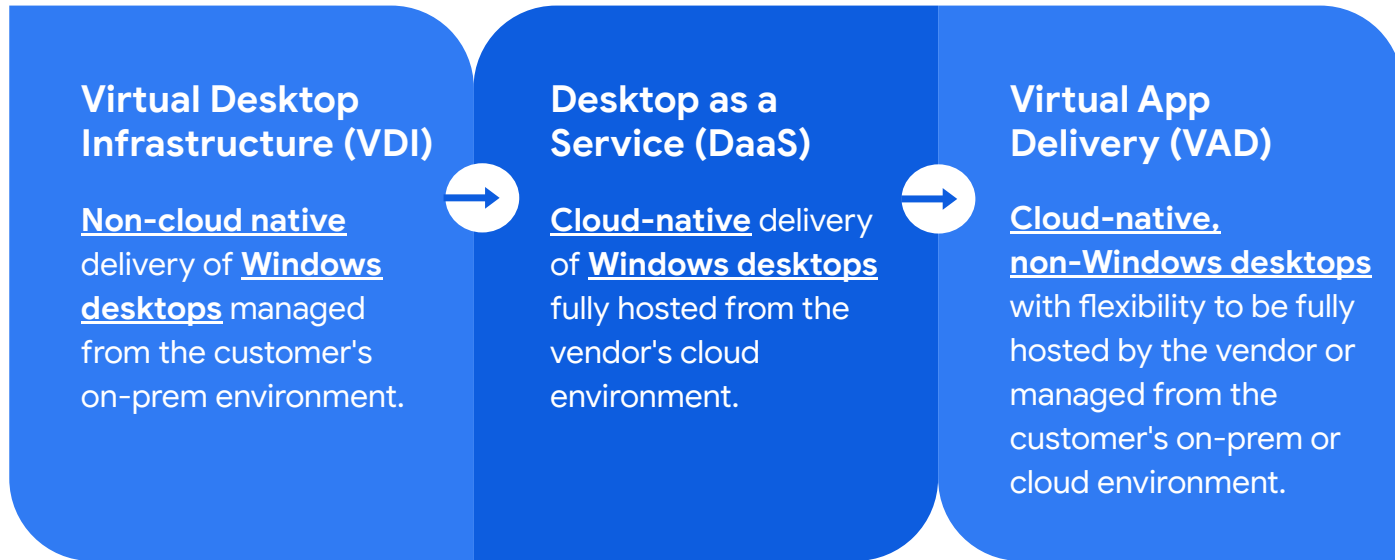 Virtual Desktop
Infrastructure (VDI)
Non-cloud native
delivery of Windows
desktops managed
from the customer's
on-prem environment.
Desktop as a
Service (DaaS)
Cloud-native delivery
of Windows desktops
fully hosted from the
vendor's cloud
environment.
Virtual App
Delivery (VAD)
Cloud-native,
non-Windows desktops
with flexibility to be fully
hosted by the vendor or
managed from the
customer's on-prem or
cloud environment.